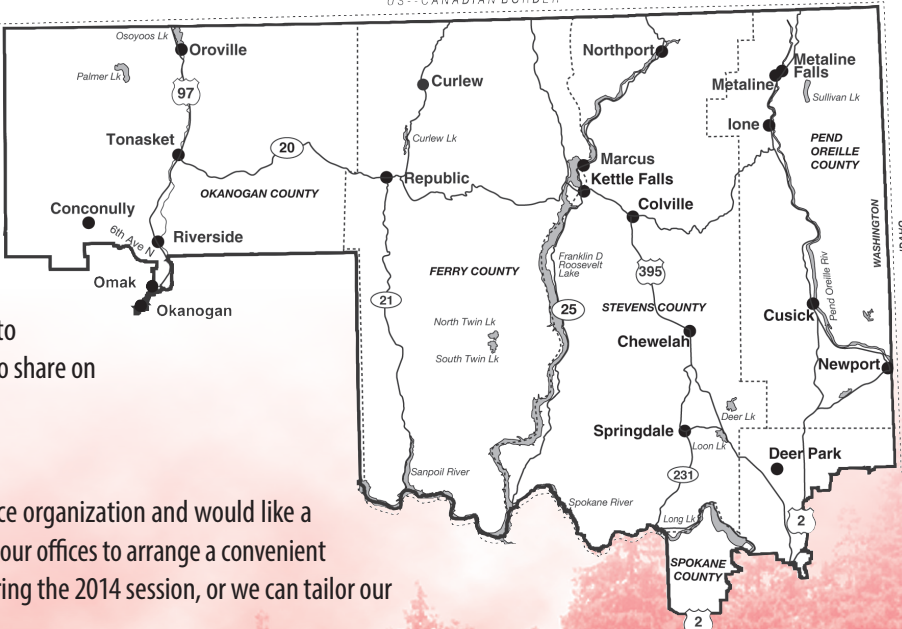 US--CANADIAN BORDER
Osoyoos Lk
Oroville
Palmer Lk
97
Northport
Metaline
Falls
Metaline
Curlew
Sullivan Lk
Ione
Curlew Lk
Tonasket
20
PEND
OREILLE
COUNTY
Marcus
Republic
Kettle Falls
OKANOGAN COUNTY
Colville
Conconully
6th Ave N
Riverside
WASHINGTON
Franklin D
Roosevelt
Lake
395
FERRY COUNTY
Omak
Okanogan
21
25
STEVENS COUNTY
Pend Oreille Riv
Cusick
to
North Twin Lk
Chewelah
South Twin Lk
Newport
o share on
Deer Lk
Springdale
Loon Lk
Deer Park
Sanpoil River
231
Spokane River
Long Lk
2
ce organization and would like a
our offices to arrange a convenient
ring the 2014 session, or we can tailor our
SPOKANE
COUNTY
2